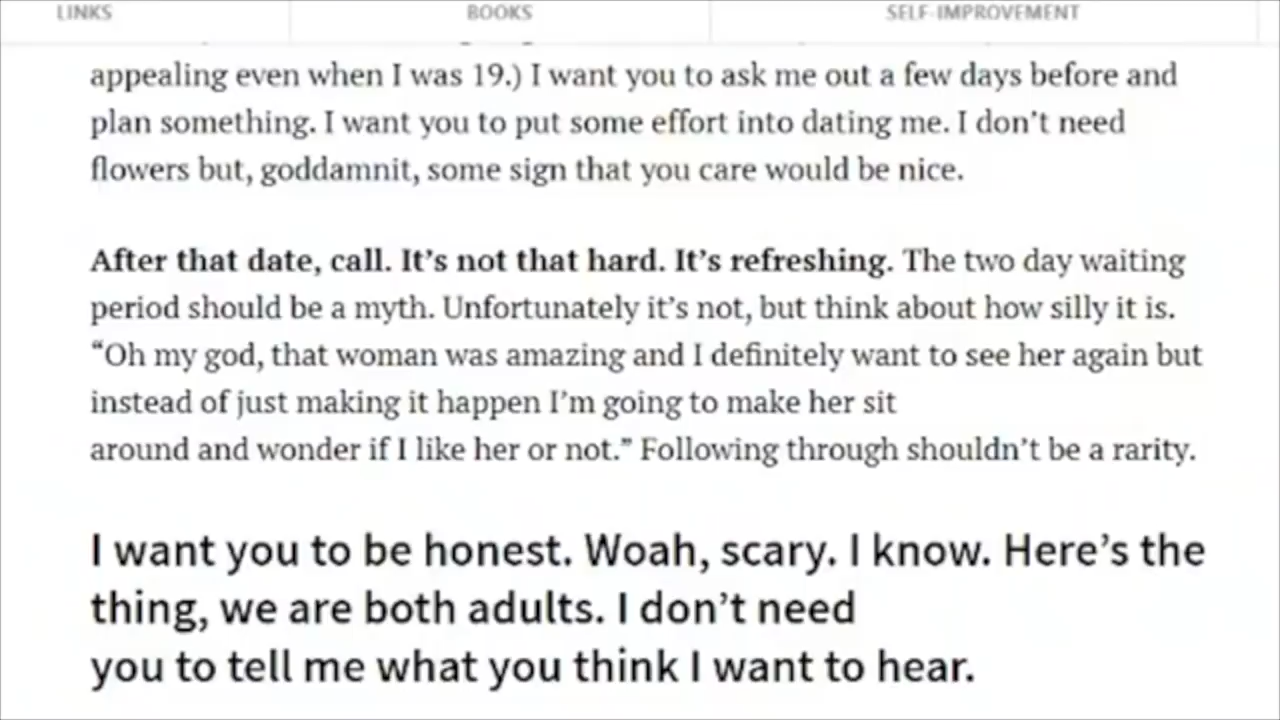 LINKS BOOKS SELF-IMPROVEMENT
appealing even when I was 19.) I want you to ask me out a few days before and
plan something. I want you to put some effort into dating me. I don’t need
flowers but, goddamnit, some sign that you care would be nice.
After that date, call. It’s not that hard. It’s refreshing. The two day waiting
period should be a myth. Unfortunately it’s not, but think about how silly it is.
“Oh my god, that woman was amazing and I definitely want to see her again but
instead of just making it happen I’m going to make her sit
around and wonder if I like her or not.” Following through shouldn’t be a rarity.
I want you to be honest. Woah, scary. I know. Here’s the
thing, we are both adults. I don’t need
you to tell me what you think I want to hear.